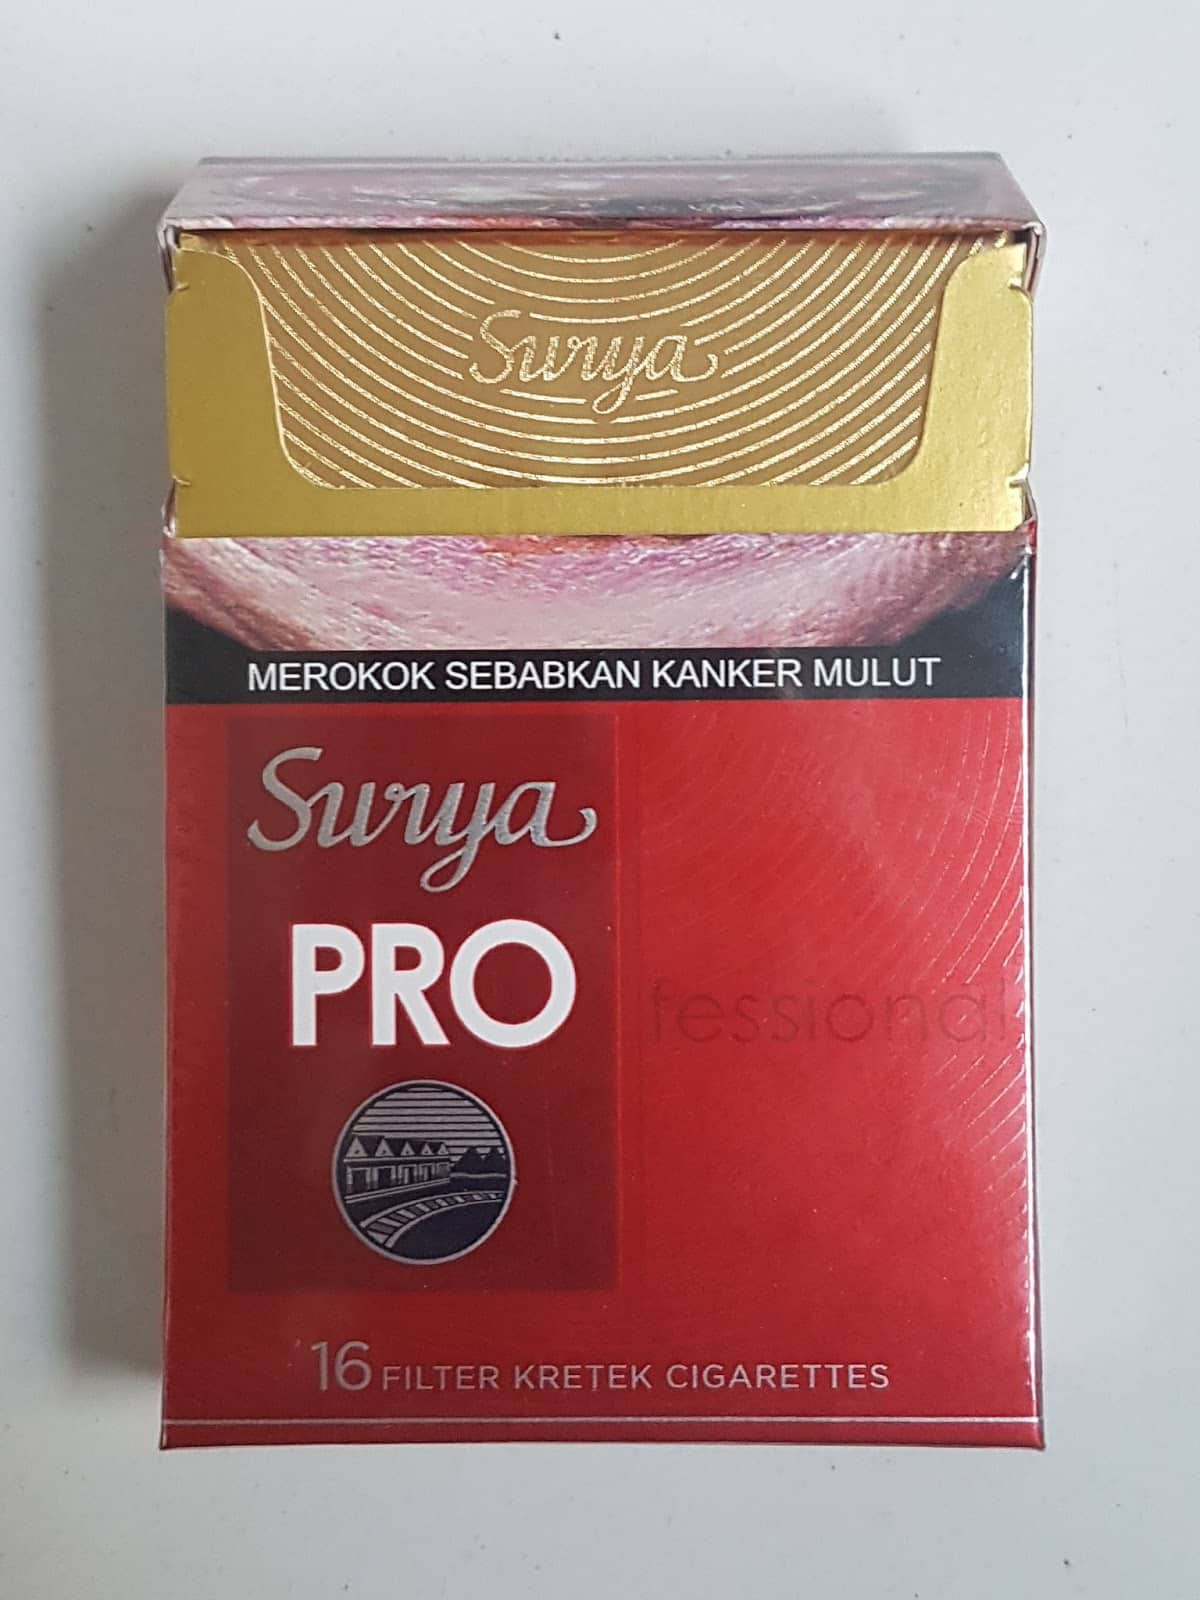 Surya
MEROKOK SEBABKAN KANKER MULUT
Surya
PRO fessional
16 FILTER KRETEK CIGARETTES